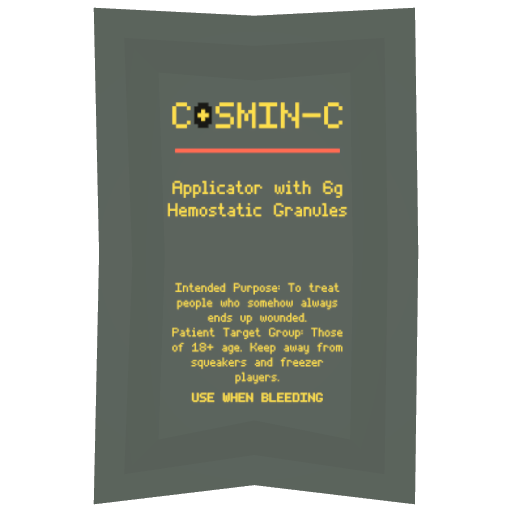 COSMIN-C
Applicator with 6g
Hemostatic Granules
Intended Purpose: To treat
people who somehow always
ends up wounded.
Patient Target Group: Those
of 18+ age. Keep away from
squeakers and freezer
players.
USE WHEN BLEEDING